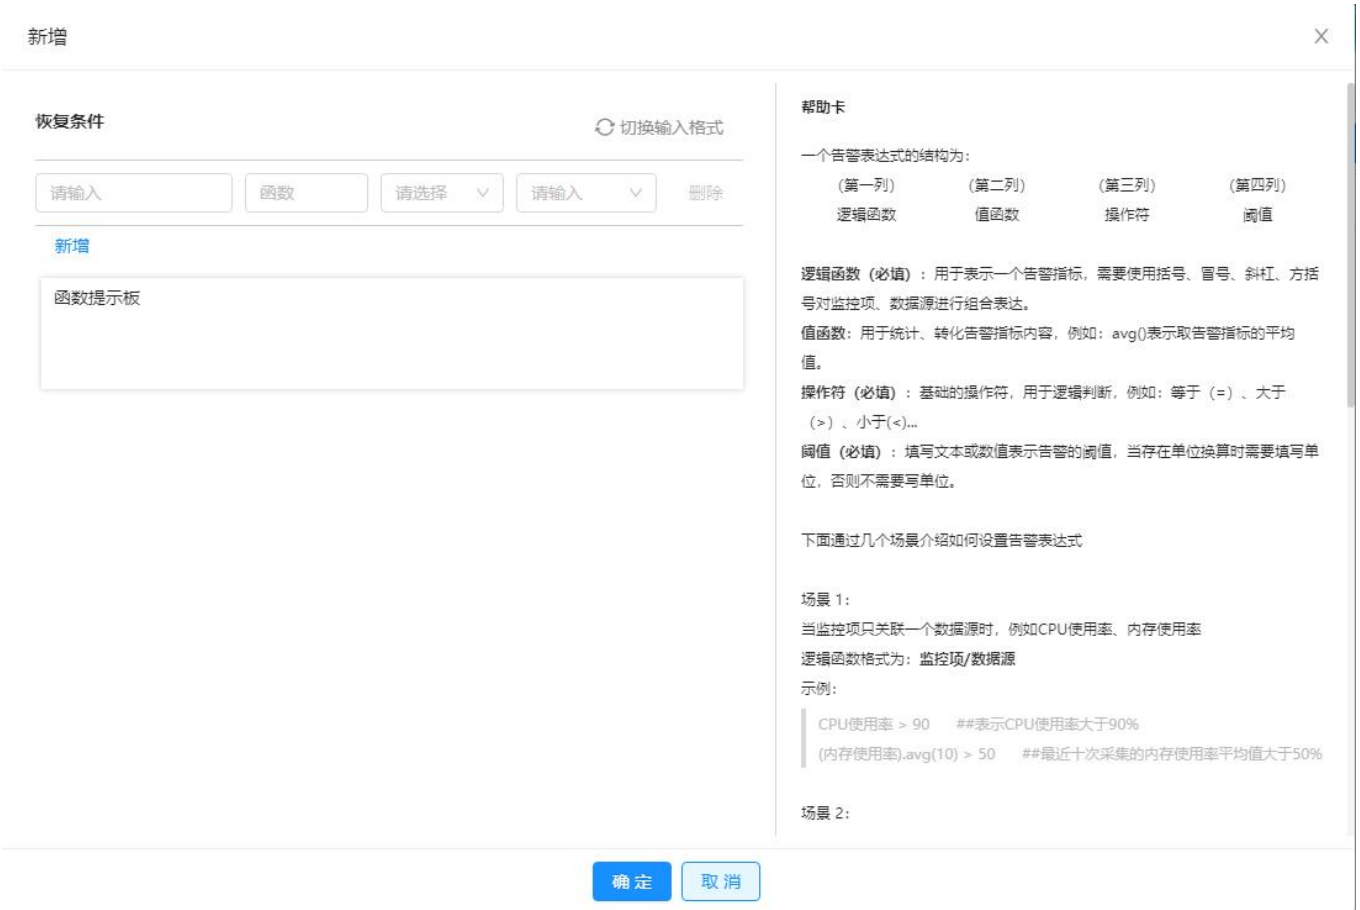 新增
恢复条件
切换输入格式
请输入
函数
请选择
请输入
删除
新增
函数提示板
帮助卡
一个告警表达式的结构为：
（第一列） （第二列） （第三列） （第四列）
逻辑函数 值函数 操作符 阈值
逻辑函数（必填）：用于表示一个告警指标，需要使用括号、冒号、斜杠、方括
号对监控项、数据源进行组合表达。
值函数：用于统计、转化告警指标内容，例如：avg()表示取告警指标的平均
值。
操作符（必填）：基础的操作符，用于逻辑判断，例如：等于（=）、大于
（>）、小于(<)...
阈值（必填）：填写文本或数值表示告警的阈值，当存在单位换算时需要填写单
位，否则不需要写单位。
下面通过几个场景介绍如何设置告警表达式
场景 1：
当监控项只关联一个数据源时，例如CPU使用率、内存使用率
逻辑函数格式为：监控项/数据源
示例：
CPU使用率 > 90 ##表示CPU使用率大于90%
(内存使用率).avg(10) > 50 ##最近十次采集的内存使用率平均值大于50%
场景 2：
确 定
取 消